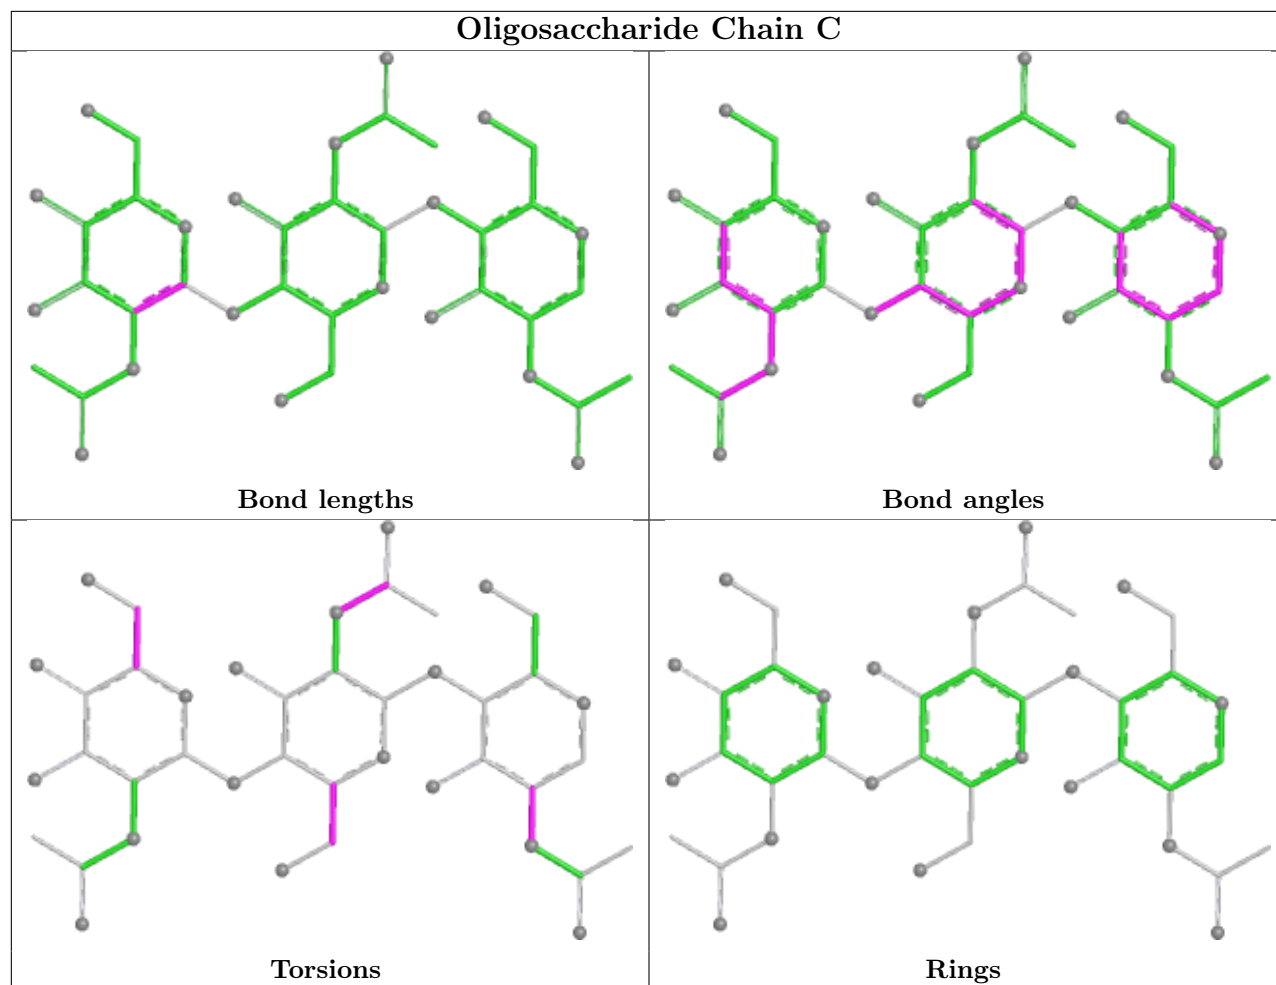 Oligosaccharide Chain C
Bond lengths
Bond angles
Torsions
Rings